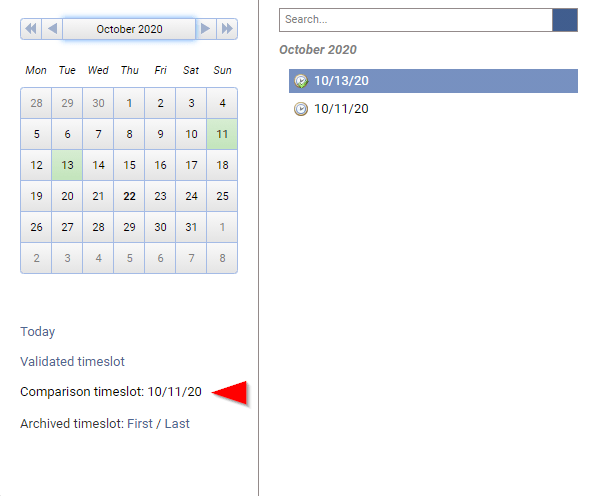 October 2020
Mon Tue Wed Thu Fri Sat Sun
28 29 30 1 2 3 4
5 6 7 8 9 10 11
12 13 14 15 16 17 18
19 20 21 22 23 24 25
26 27 28 29 30 31 1
2 3 4 5 6 7 8
Today
Validated timeslot
Comparison timeslot: 10/11/20
Archived timeslot: First / Last
Search...
October 2020
10/13/20
10/11/20